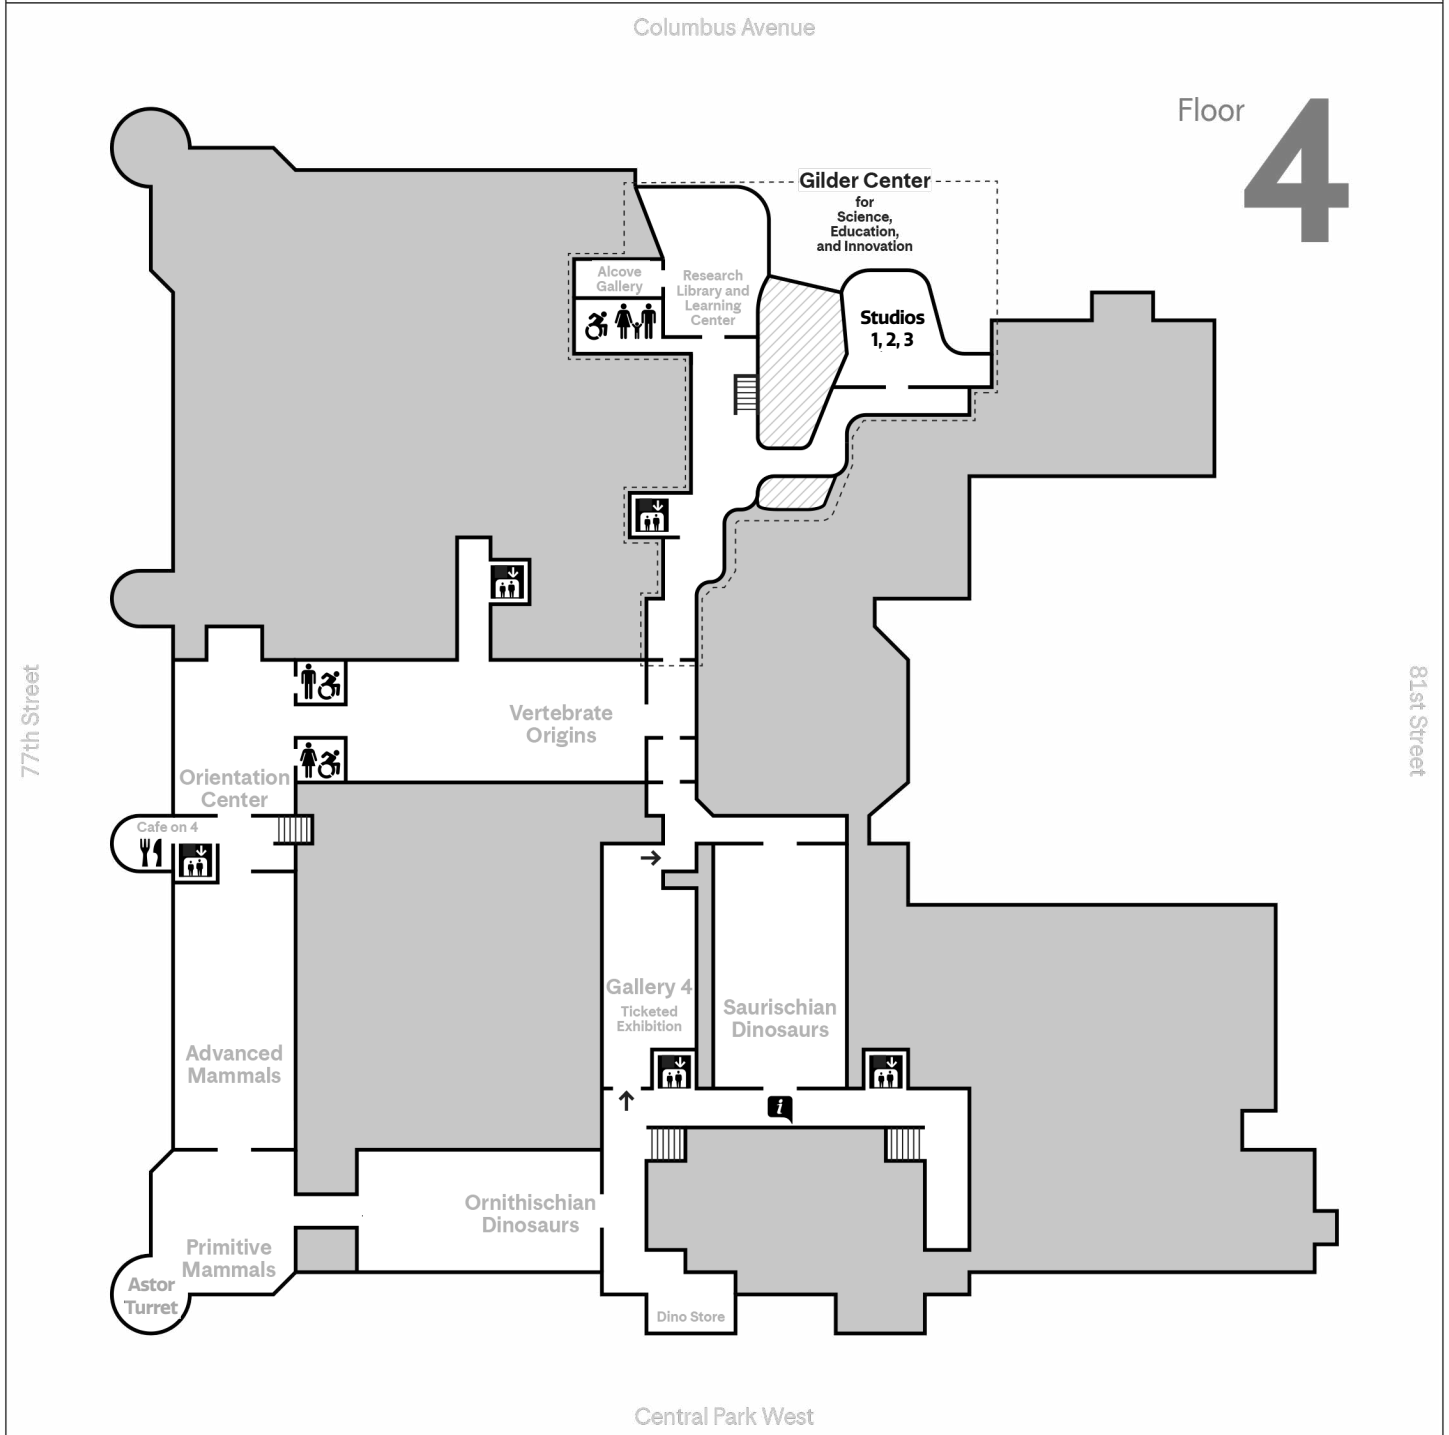 Columbus Avenue
Floor
4
Gilder Center
for
Science,
Education,
and Innovation
Alcove
Gallery
Research
Library and
Learning
Center
Studios
1, 2, 3
77th Street
81st Street
Vertebrate
Origins
Orientation
Center
Cafe on 4
Gallery 4
Ticketed
Exhibition
Saurischian
Dinosaurs
Advanced
Mammals
i
Ornithischian
Dinosaurs
Primitive
Mammals
Astor
Turret
Dino Store
Central Park West